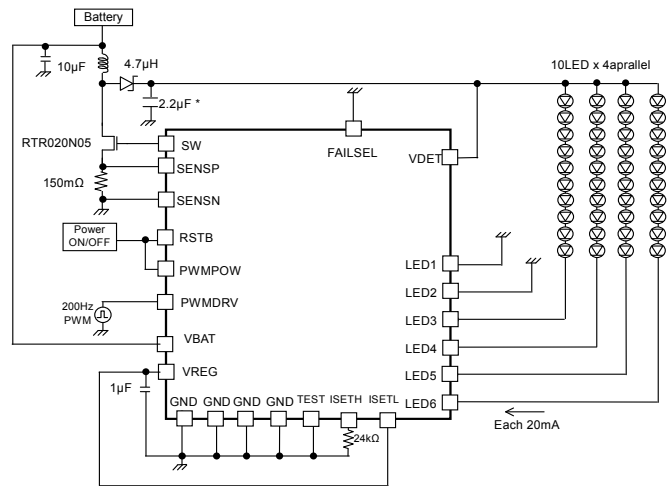 Battery
10µF
4.7µH
2.2µF *
10LED x 4aprallel
RTR020N05
SW
FAILSEL
VDET
SENSP
150mΩ
SENSN
Power
ON/OFF
RSTB
PWMPOW
LED1
LED2
200Hz
PWM
PWMDRV
LED3
VBAT
LED4
VREG
LED5
1µF
GND GND GND GND TEST ISETH ISETL
LED6
24kΩ
Each 20mA